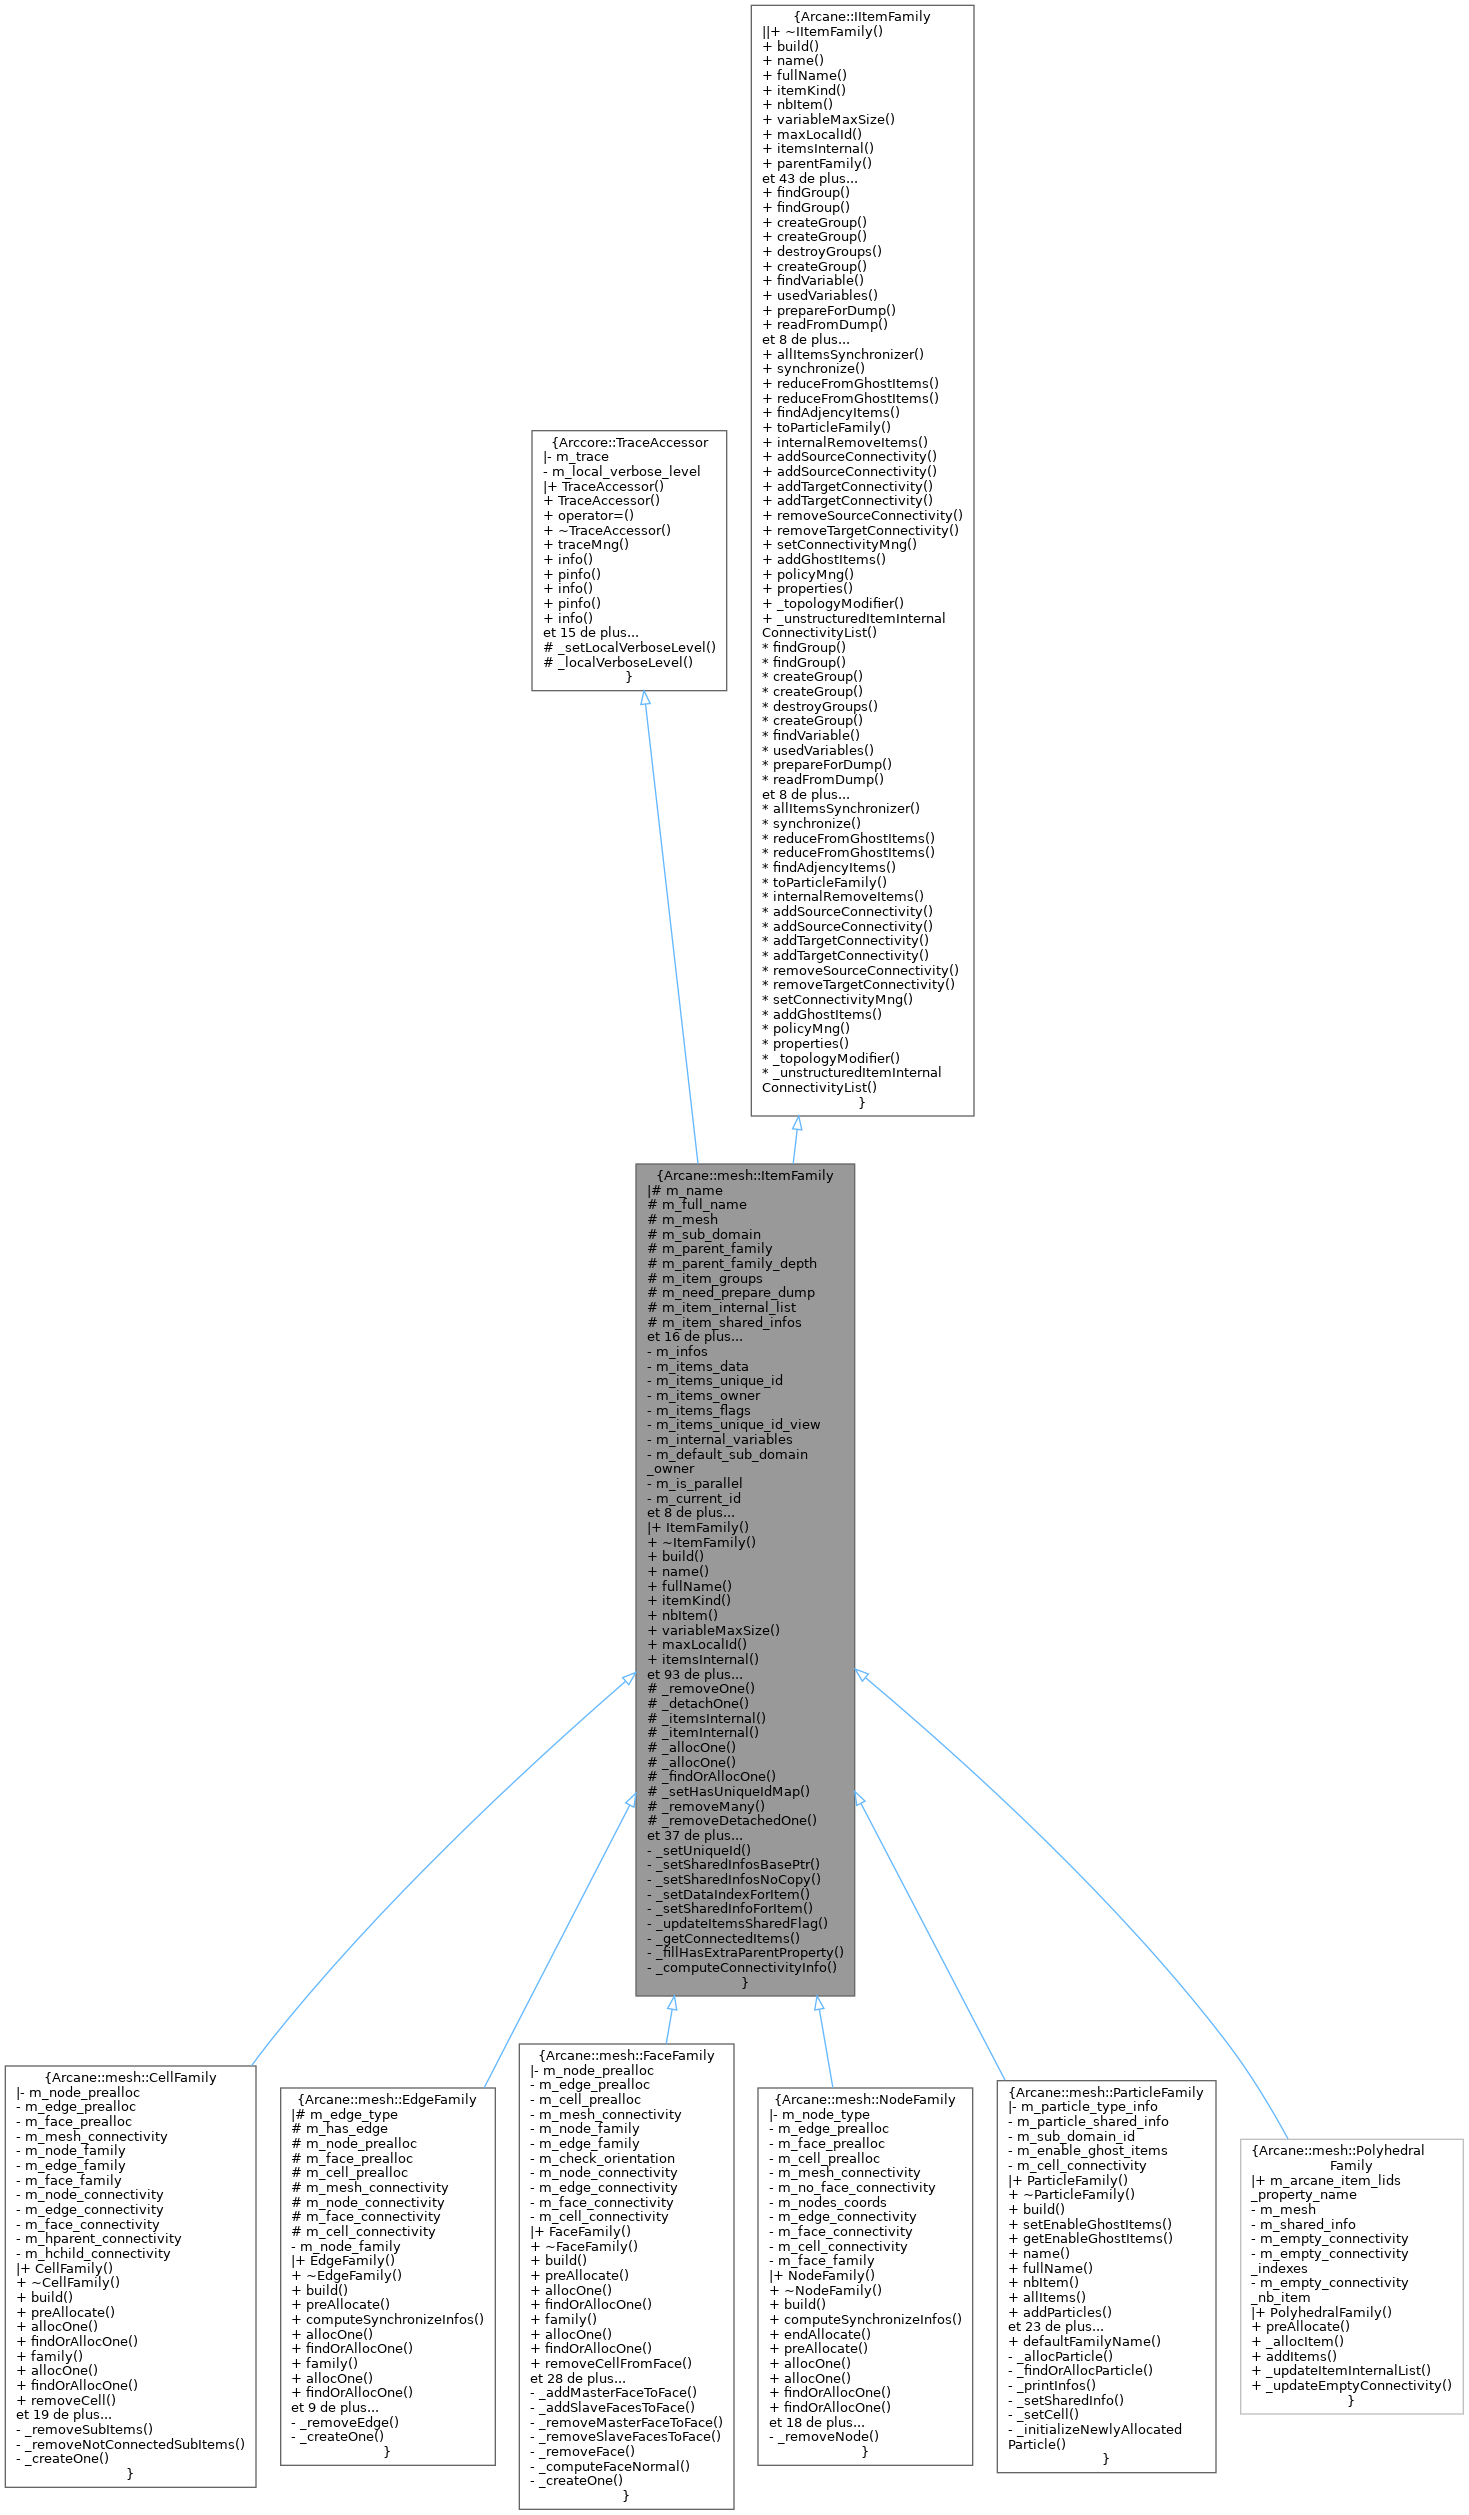 {Arcane::IItemFamily
||+ ~IItemFamily()
+ build()
+ name()
+ fullName()
+ itemKind()
+ nbItem()
+ variableMaxSize()
+ maxLocalId()
+ itemsInternal()
+ parentFamily()
et 43 de plus...
+ findGroup()
+ findGroup()
+ createGroup()
+ createGroup()
+ destroyGroups()
+ createGroup()
+ findVariable()
+ usedVariables()
+ prepareForDump()
+ readFromDump()
et 8 de plus...
+ allItemsSynchronizer()
+ synchronize()
+ reduceFromGhostItems()
+ reduceFromGhostItems()
+ findAdjencyItems()
+ toParticleFamily()
+ internalRemoveItems()
+ addSourceConnectivity()
+ addSourceConnectivity()
+ addTargetConnectivity()
+ addTargetConnectivity()
+ removeSourceConnectivity()
+ removeTargetConnectivity()
+ setConnectivityMng()
+ addGhostItems()
+ policyMng()
+ properties()
+ _topologyModifier()
+ _unstructuredItemInternal
ConnectivityList()
* findGroup()
* findGroup()
* createGroup()
* createGroup()
* destroyGroups()
* createGroup()
* findVariable()
* usedVariables()
* prepareForDump()
* readFromDump()
et 8 de plus...
* allItemsSynchronizer()
* synchronize()
* reduceFromGhostItems()
* reduceFromGhostItems()
* findAdjencyItems()
* toParticleFamily()
* internalRemoveItems()
* addSourceConnectivity()
* addSourceConnectivity()
* addTargetConnectivity()
* addTargetConnectivity()
* removeSourceConnectivity()
* removeTargetConnectivity()
* setConnectivityMng()
* addGhostItems()
* policyMng()
* properties()
* _topologyModifier()
* _unstructuredItemInternal
ConnectivityList()
}
{Arccore::TraceAccessor
|- m_trace
- m_local_verbose_level
|+ TraceAccessor()
+ TraceAccessor()
+ operator=()
+ ~TraceAccessor()
+ traceMng()
+ info()
+ pinfo()
+ info()
+ pinfo()
+ info()
et 15 de plus...
# _setLocalVerboseLevel()
# _localVerboseLevel()
}
{Arcane::mesh::ItemFamily
|# m_name
# m_full_name
# m_mesh
# m_sub_domain
# m_parent_family
# m_parent_family_depth
# m_item_groups
# m_need_prepare_dump
# m_item_internal_list
# m_item_shared_infos
et 16 de plus...
- m_infos
- m_items_data
- m_items_unique_id
- m_items_owner
- m_items_flags
- m_items_unique_id_view
- m_internal_variables
- m_default_sub_domain
_owner
- m_is_parallel
- m_current_id
et 8 de plus...
|+ ItemFamily()
+ ~ItemFamily()
+ build()
+ name()
+ fullName()
+ itemKind()
+ nbItem()
+ variableMaxSize()
+ maxLocalId()
+ itemsInternal()
et 93 de plus...
# _removeOne()
# _detachOne()
# _itemsInternal()
# _itemInternal()
# _allocOne()
# _allocOne()
# _findOrAllocOne()
# _setHasUniqueIdMap()
# _removeMany()
# _removeDetachedOne()
et 37 de plus...
- _setUniqueId()
- _setSharedInfosBasePtr()
- _setSharedInfosNoCopy()
- _setDataIndexForItem()
- _setSharedInfoForItem()
- _updateItemsSharedFlag()
- _getConnectedItems()
- _fillHasExtraParentProperty()
- _computeConnectivityInfo()
}
{Arcane::mesh::CellFamily
|- m_node_prealloc
- m_edge_prealloc
- m_face_prealloc
- m_mesh_connectivity
- m_node_family
- m_edge_family
- m_face_family
- m_node_connectivity
- m_edge_connectivity
- m_face_connectivity
- m_hparent_connectivity
- m_hchild_connectivity
|+ CellFamily()
+ ~CellFamily()
+ build()
+ preAllocate()
+ allocOne()
+ findOrAllocOne()
+ family()
+ allocOne()
+ findOrAllocOne()
+ removeCell()
et 19 de plus...
- _removeSubItems()
- _removeNotConnectedSubItems()
- _createOne()
}
{Arcane::mesh::EdgeFamily
|# m_edge_type
# m_has_edge
# m_node_prealloc
# m_face_prealloc
# m_cell_prealloc
# m_mesh_connectivity
# m_node_connectivity
# m_face_connectivity
# m_cell_connectivity
- m_node_family
|+ EdgeFamily()
+ ~EdgeFamily()
+ build()
+ preAllocate()
+ computeSynchronizeInfos()
+ allocOne()
+ findOrAllocOne()
+ family()
+ allocOne()
+ findOrAllocOne()
et 9 de plus...
- _removeEdge()
- _createOne()
}
{Arcane::mesh::FaceFamily
|- m_node_prealloc
- m_edge_prealloc
- m_cell_prealloc
- m_mesh_connectivity
- m_node_family
- m_edge_family
- m_check_orientation
- m_node_connectivity
- m_edge_connectivity
- m_face_connectivity
- m_cell_connectivity
|+ FaceFamily()
+ ~FaceFamily()
+ build()
+ preAllocate()
+ allocOne()
+ findOrAllocOne()
+ family()
+ allocOne()
+ findOrAllocOne()
+ removeCellFromFace()
et 28 de plus...
- _addMasterFaceToFace()
- _addSlaveFacesToFace()
- _removeMasterFaceToFace()
- _removeSlaveFacesToFace()
- _removeFace()
- _computeFaceNormal()
- _createOne()
}
{Arcane::mesh::NodeFamily
|- m_node_type
- m_edge_prealloc
- m_face_prealloc
- m_cell_prealloc
- m_mesh_connectivity
- m_no_face_connectivity
- m_nodes_coords
- m_edge_connectivity
- m_face_connectivity
- m_cell_connectivity
- m_face_family
|+ NodeFamily()
+ ~NodeFamily()
+ build()
+ computeSynchronizeInfos()
+ endAllocate()
+ preAllocate()
+ allocOne()
+ allocOne()
+ findOrAllocOne()
+ findOrAllocOne()
et 18 de plus...
- _removeNode()
}
{Arcane::mesh::ParticleFamily
|- m_particle_type_info
- m_particle_shared_info
- m_sub_domain_id
- m_enable_ghost_items
- m_cell_connectivity
|+ ParticleFamily()
+ ~ParticleFamily()
+ build()
+ setEnableGhostItems()
+ getEnableGhostItems()
+ name()
+ fullName()
+ nbItem()
+ allItems()
+ addParticles()
et 23 de plus...
+ defaultFamilyName()
- _allocParticle()
- _findOrAllocParticle()
- _printInfos()
- _setSharedInfo()
- _setCell()
- _initializeNewlyAllocated
Particle()
}
{Arcane::mesh::Polyhedral
Family
|+ m_arcane_item_lids
_property_name
- m_mesh
- m_shared_info
- m_empty_connectivity
- m_empty_connectivity
_indexes
- m_empty_connectivity
_nb_item
|+ PolyhedralFamily()
+ preAllocate()
+ _allocItem()
+ addItems()
+ _updateItemInternalList()
+ _updateEmptyConnectivity()
}